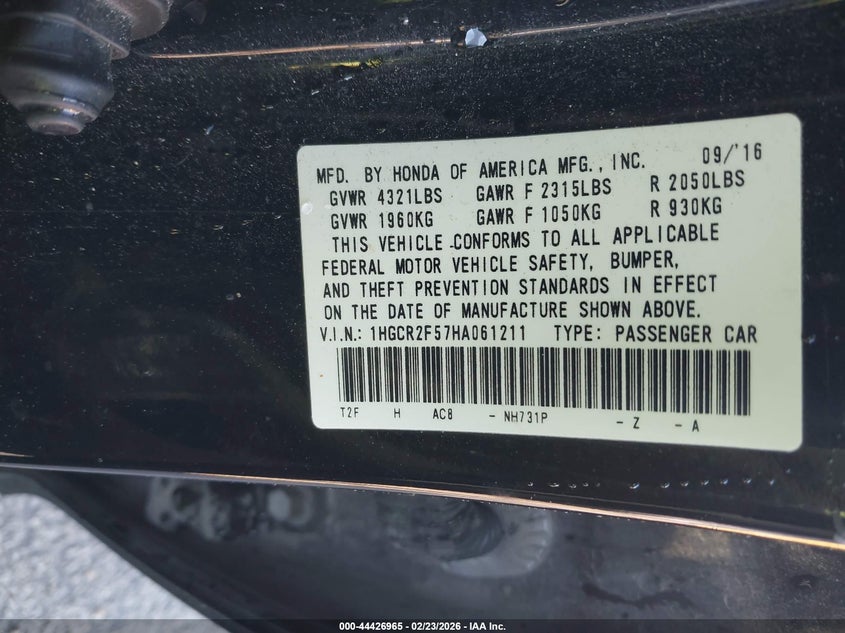 MFD. BY HONDA OF AMERICA MFG., INC. 09/'16
GVWR 4321LBS GAWR F 2315LBS R 2050LBS
GVWR 1960KG GAWR F 1050KG R 930KG
THIS VEHICLE CONFORMS TO ALL APPLICABLE
FEDERAL MOTOR VEHICLE SAFETY, BUMPER,
AND THEFT PREVENTION STANDARDS IN EFFECT
ON THE DATE OF MANUFACTURE SHOWN ABOVE.
V.I.N.: 1HGCR2F57HA061211 TYPE: PASSENGER CAR
T2F H AC8 - NH731P - Z - A
000-44426965 - 02/23/2026 - IAA Inc.